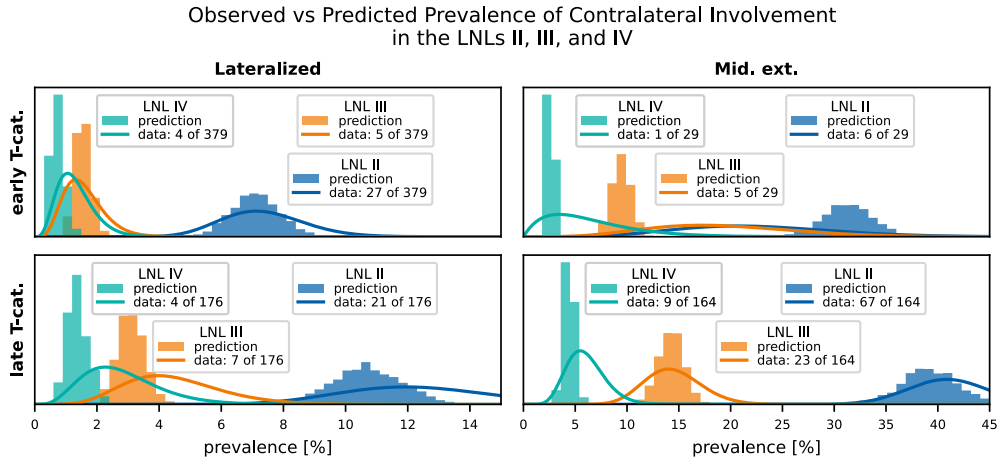 Observed vs Predicted Prevalence of Contralateral Involvement
in the LNLs II, III, and IV
Lateralized
Mid. ext.
early T-cat.
LNL IV
prediction
data: 4 of 379
LNL III
prediction
data: 5 of 379
LNL II
prediction
data: 27 of 379
LNL IV
prediction
data: 1 of 29
LNL II
prediction
data: 6 of 29
LNL III
prediction
data: 5 of 29
late T-cat.
LNL IV
prediction
data: 4 of 176
LNL II
prediction
data: 21 of 176
LNL III
prediction
data: 7 of 176
LNL IV
prediction
data: 9 of 164
LNL II
prediction
data: 67 of 164
LNL III
prediction
data: 23 of 164
0 2 4 6 8 10 12 14
0 5 10 15 20 25 30 35 40 45
prevalence [%]
prevalence [%]